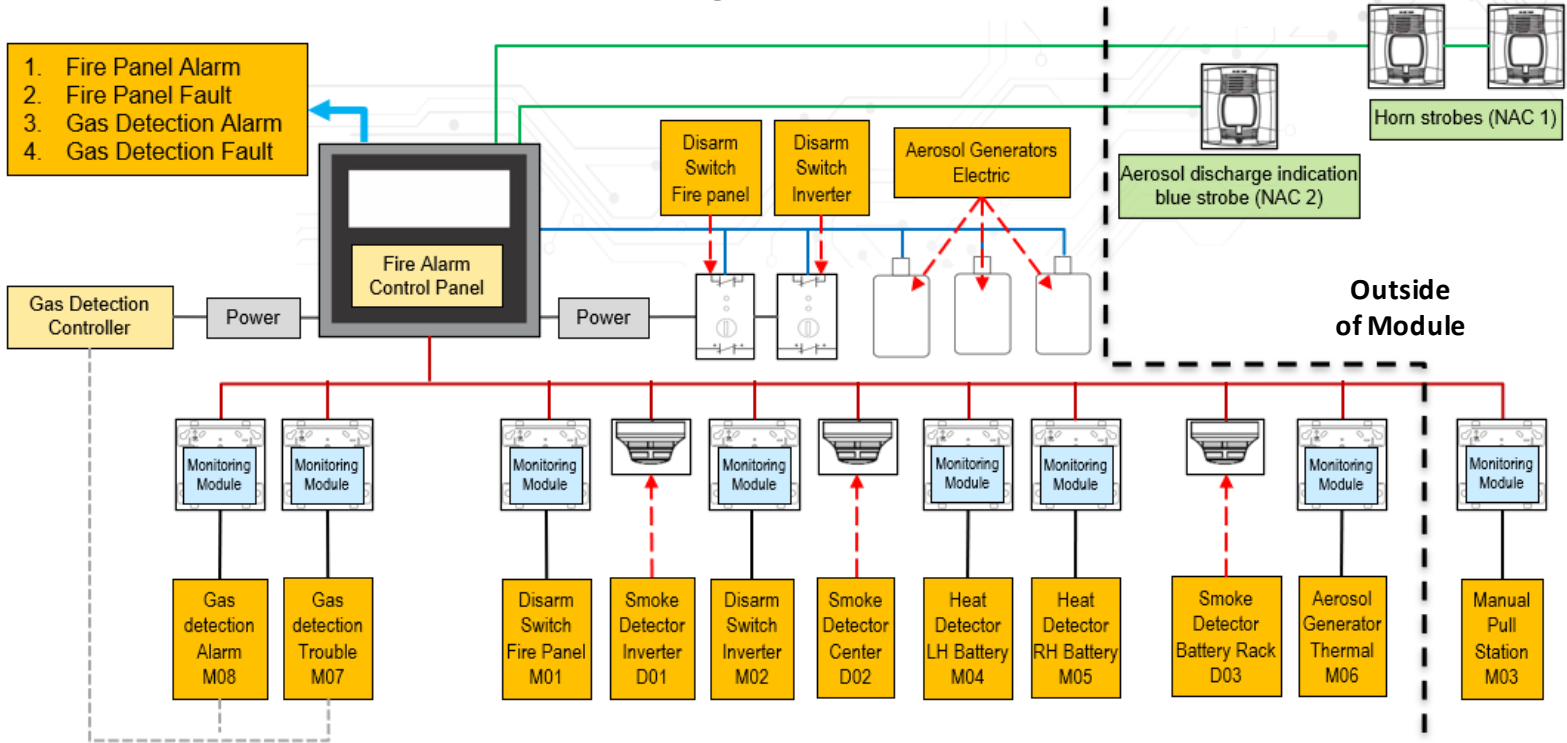 1. Fire Panel Alarm
2. Fire Panel Fault
3. Gas Detection Alarm
4. Gas Detection Fault
Disarm
Switch
Fire panel
Disarm
Switch
Inverter
Aerosol Generators
Electric
Horn strobes (NAC 1)
Aerosol discharge indication
blue strobe (NAC 2)
Fire Alarm
Control Panel
Gas Detection
Controller
Power
Power
Outside
of Module
Monitoring
Module
Monitoring
Module
Monitoring
Module
Monitoring
Module
Monitoring
Module
Monitoring
Module
Monitoring
Module
Monitoring
Module
Gas
detection
Alarm
M08
Gas
detection
Trouble
M07
Disarm
Switch
Fire Panel
M01
Smoke
Detector
Inverter
D01
Disarm
Switch
Inverter
M02
Smoke
Detector
Center
D02
Heat
Detector
LH Battery
M04
Heat
Detector
RH Battery
M05
Smoke
Detector
Battery Rack
D03
Aerosol
Generator
Thermal
M06
Manual
Pull
Station
M03